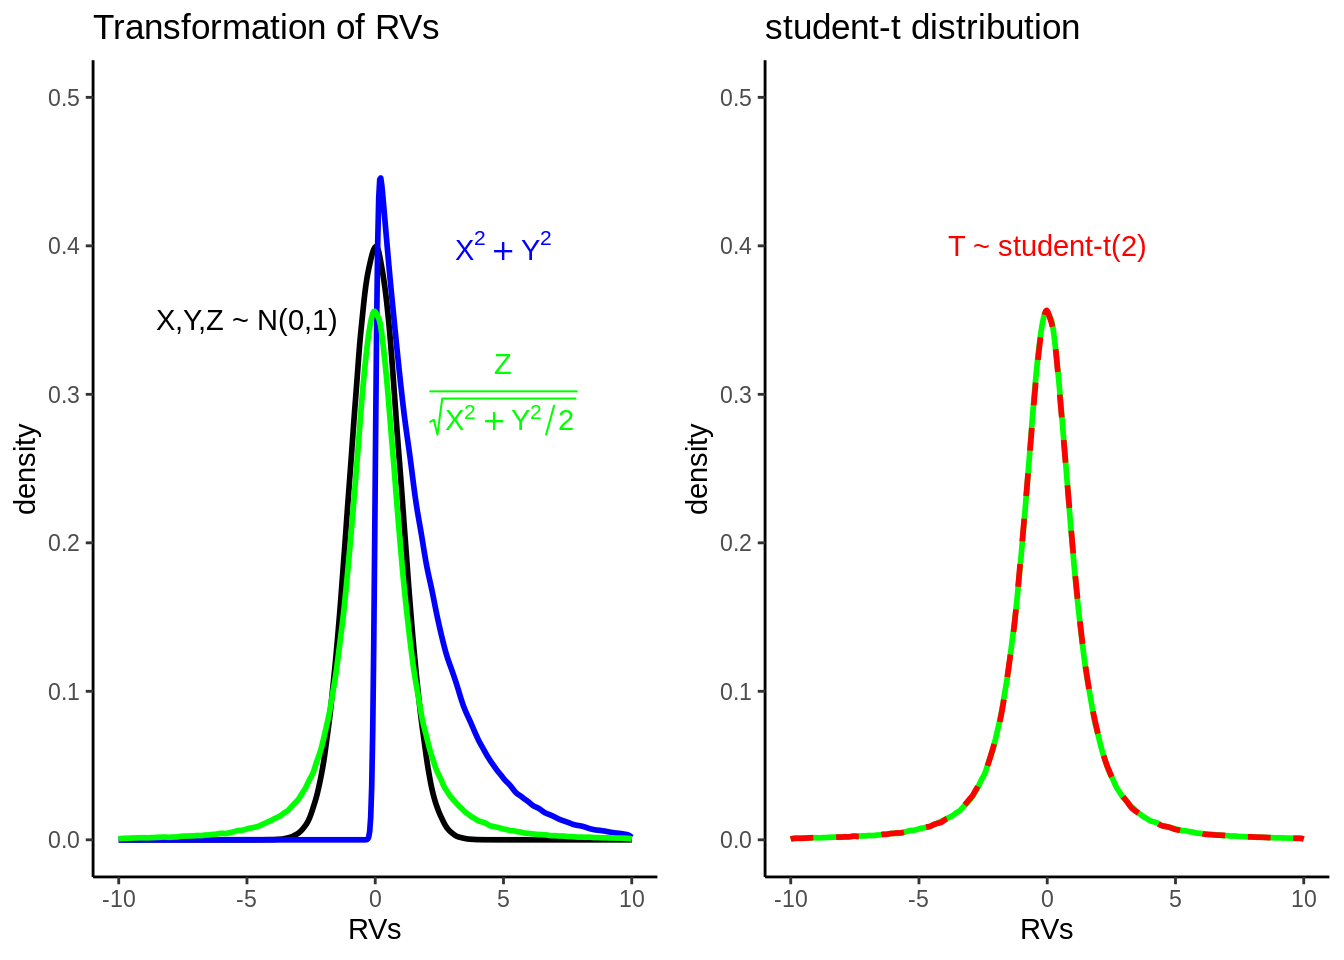 Transformation of RVs
0.5
0.4
0.3
0.2
0.1
0.0
density
X,Y,Z ~ N(0,1)
X² + Y²
Z
√X² + Y²/2
-10 -5 0 5 10
RVs
student-t distribution
0.5
0.4
0.3
0.2
0.1
0.0
density
T ~ student-t(2)
-10 -5 0 5 10
RVs